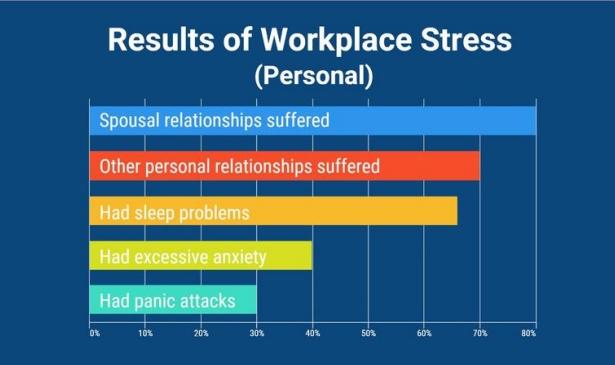 Results of Workplace Stress
(Personal)
Spousal relationships suffered
Other personal relationships suffered
Had sleep problems
Had excessive anxiety
Had panic attacks
0% 10% 20% 30% 40% 50% 60% 70% 80%